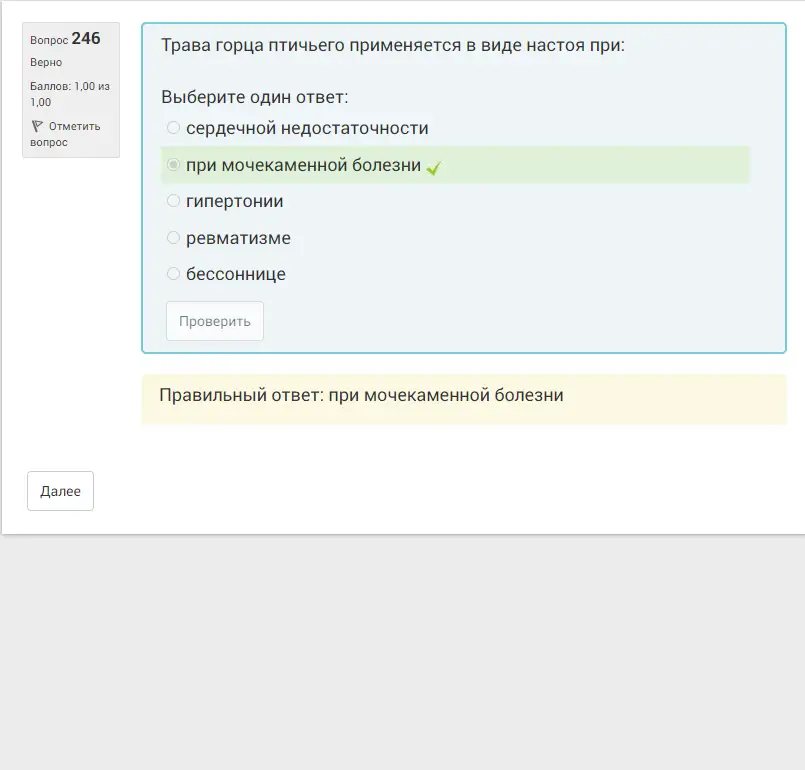 Вопрос 246
Верно
Баллов: 1,00 из
1,00
Отметить
вопрос
Трава горца птичьего применяется в виде настоя при:
Выберите один ответ:
сердечной недостаточности
при мочекаменной болезни
гипертонии
ревматизме
бессоннице
Проверить
Правильный ответ: при мочекаменной болезни
Далее